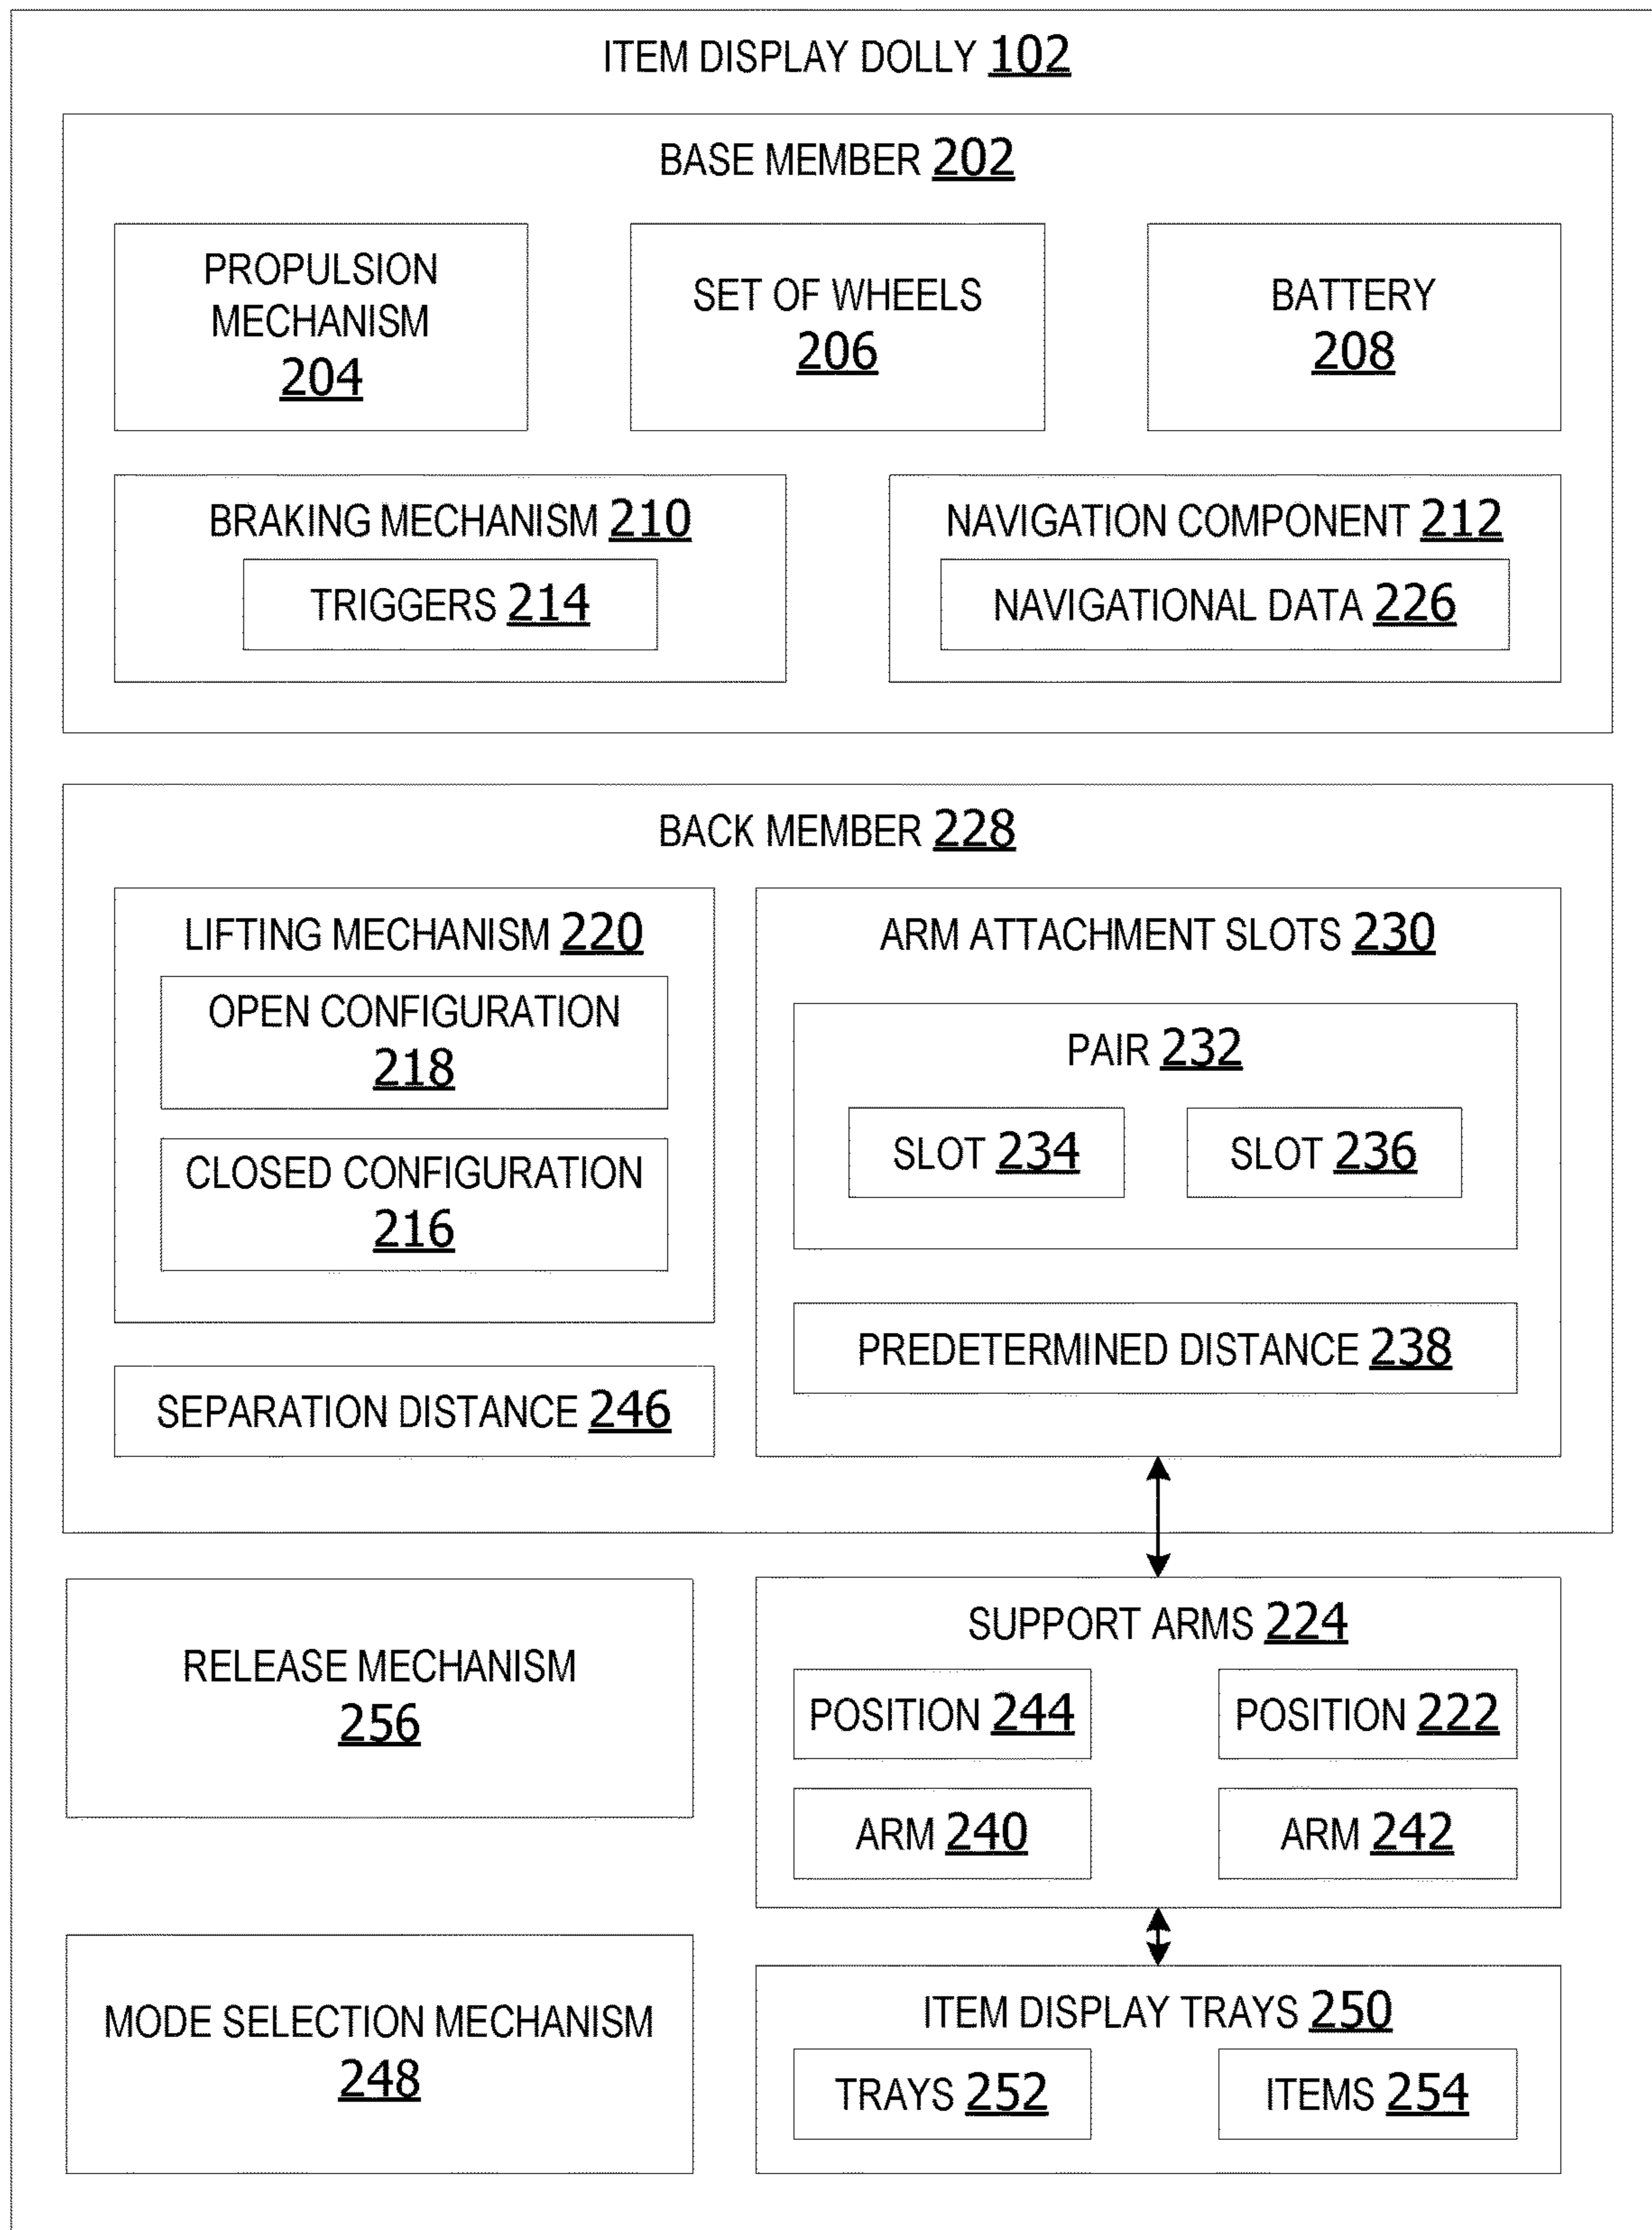 ITEM DISPLAY DOLLY 102
BASE MEMBER 202
PROPULSION
MECHANISM
204
SET OF WHEELS
206
BATTERY
208
BRAKING MECHANISM 210
TRIGGERS 214
NAVIGATION COMPONENT 212
NAVIGATIONAL DATA 226
BACK MEMBER 228
LIFTING MECHANISM 220
OPEN CONFIGURATION
218
CLOSED CONFIGURATION
216
SEPARATION DISTANCE 246
ARM ATTACHMENT SLOTS 230
PAIR 232
SLOT 234
SLOT 236
PREDETERMINED DISTANCE 238
RELEASE MECHANISM
256
SUPPORT ARMS 224
POSITION 244
POSITION 222
ARM 240
ARM 242
MODE SELECTION MECHANISM
248
ITEM DISPLAY TRAYS 250
TRAYS 252
ITEMS 254